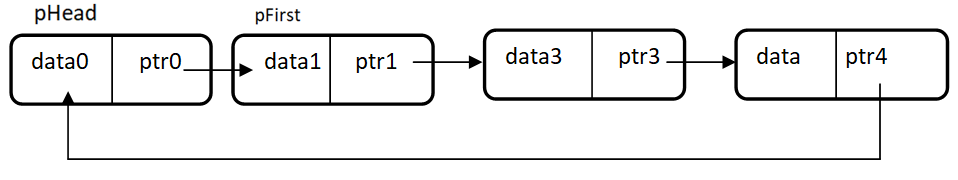 pHead pFirst
data0 ptr0 data1 ptr1 data3 ptr3 data ptr4